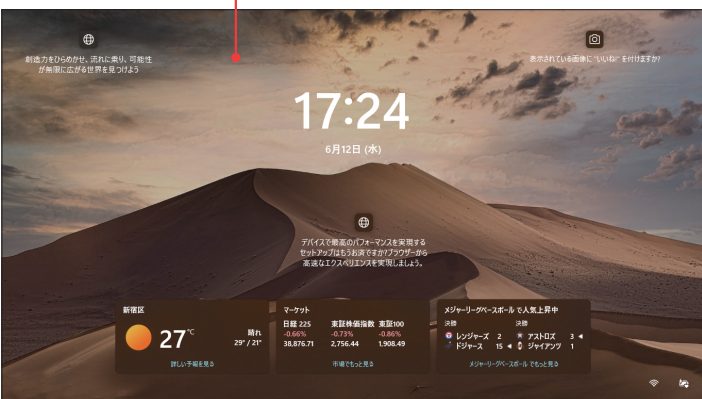 創造力をひらめかせ、流れに乗り、可能性
が無限に広がる世界を見つけよう
表示されている画像に "いいね!" を付けますか?
17:24
6月12日 (水)
デバイスで最高のパフォーマンスを実現する
セットアップはもうお済ですか?ブラウザーから
高速なエクスペリエンスを実現しましょう。
新宿区
27°C
晴れ
29° / 21°
詳しい予報を見る
マーケット
日経 225 東証株価指数 東証100
-0.66% -0.73% -0.86%
38,876.71 2,756.44 1,908.49
市場でもっと見る
メジャーリーグベースボール で人気上昇中
決勝 決勝
レンジャーズ 2 アストロズ 3
ドジャース 15 ジャイアンツ 1
メジャーリーグベースボール でもっと見る